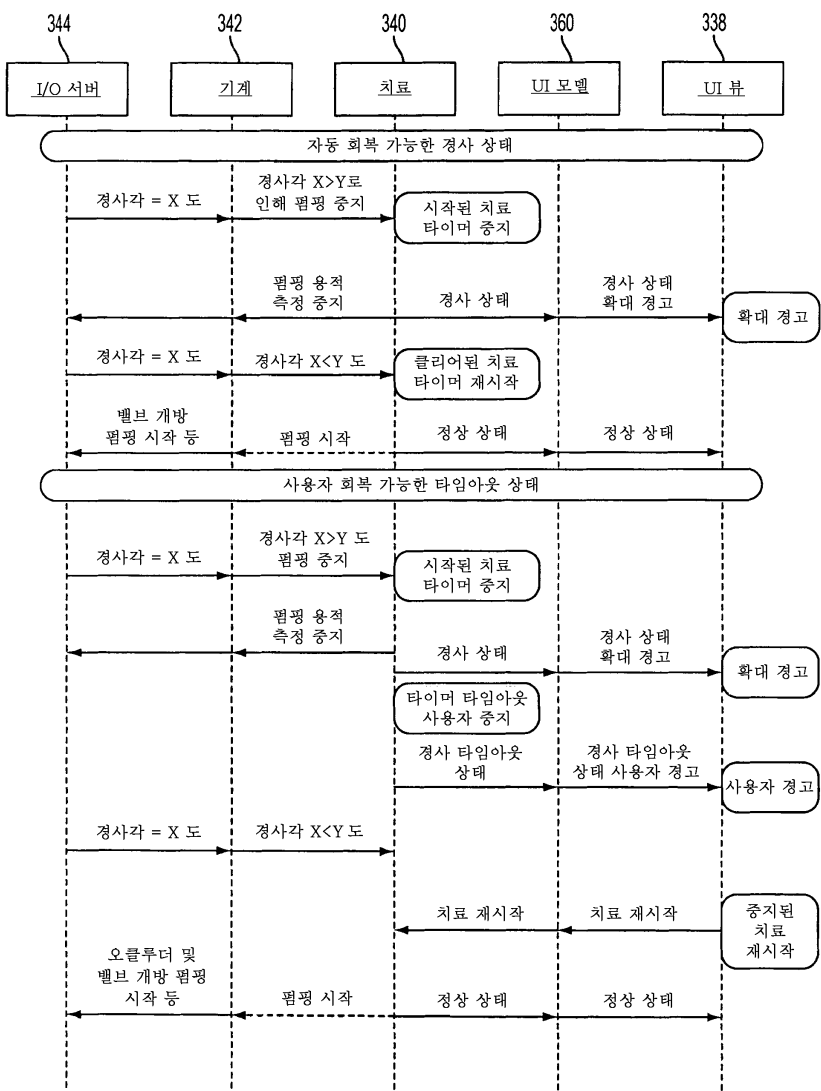 344
342
340
360
338
I/O 서버
기계
치료
UI 모델
UI 뷰
자동 회복 가능한 경사 상태
경사각 = X 도
경사각 X>Y로
인해 펌핑 중지
시작된 치료
타이머 중지
펌핑 용적
측정 중지
경사 상태
경사 상태
확대 경고
확대 경고
경사각 = X 도
경사각 X<Y 도
클리어된 치료
타이머 재시작
밸브 개방
펌핑 시작 등
펌핑 시작
정상 상태
정상 상태
사용자 회복 가능한 타임아웃 상태
경사각 = X 도
경사각 X>Y 도
펌핑 중지
시작된 치료
타이머 중지
펌핑 용적
측정 중지
경사 상태
경사 상태
확대 경고
확대 경고
타이머 타임아웃
사용자 중지
경사 타임아웃
상태
경사 타임아웃
상태 사용자 경고
사용자 경고
경사각 = X 도
경사각 X<Y 도
치료 재시작
치료 재시작
중지된
치료
재시작
오클루더 및
밸브 개방 펌핑
시작 등
펌핑 시작
정상 상태
정상 상태